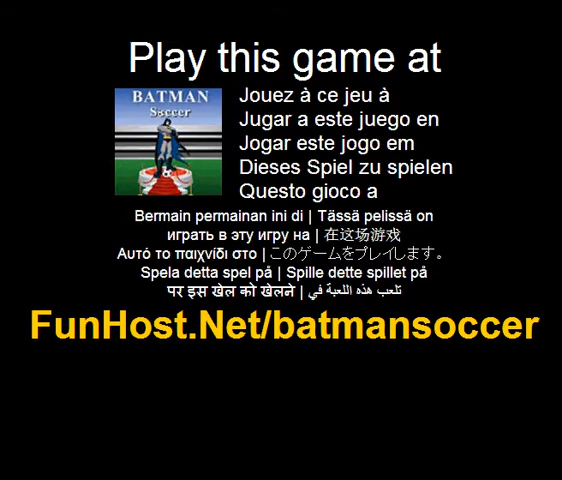 Play this game at
BATMAN
Soccer
Jouez à ce jeu à
Jugar a este juego en
Jogar este jogo em
Dieses Spiel zu spielen
Questo gioco a
Bermain permainan ini di | Tässä pelissä on
играть в эту игру на | 在这场游戏
Αυτό το παιχνίδι στο | このゲームをプレイします。
Spela detta spel på | Spille dette spillet på
पर इस खेल को खेलने | تلعب هذه اللعبة في
FunHost.Net/batmansoccer